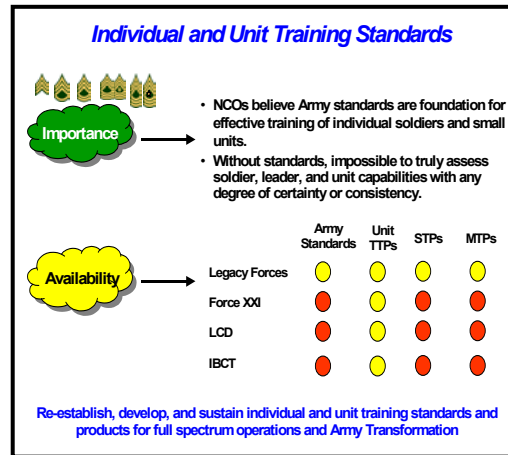 Individual and Unit Training Standards
Importance
• NCOs believe Army standards are foundation for
effective training of individual soldiers and small
units.
• Without standards, impossible to truly assess
soldier, leader, and unit capabilities with any
degree of certainty or consistency.
Availability
Army
Standards
Unit
TTPs
STPs
MTPs
Legacy Forces
Force XXI
LCD
IBCT
Re-establish, develop, and sustain individual and unit training standards and
products for full spectrum operations and Army Transformation